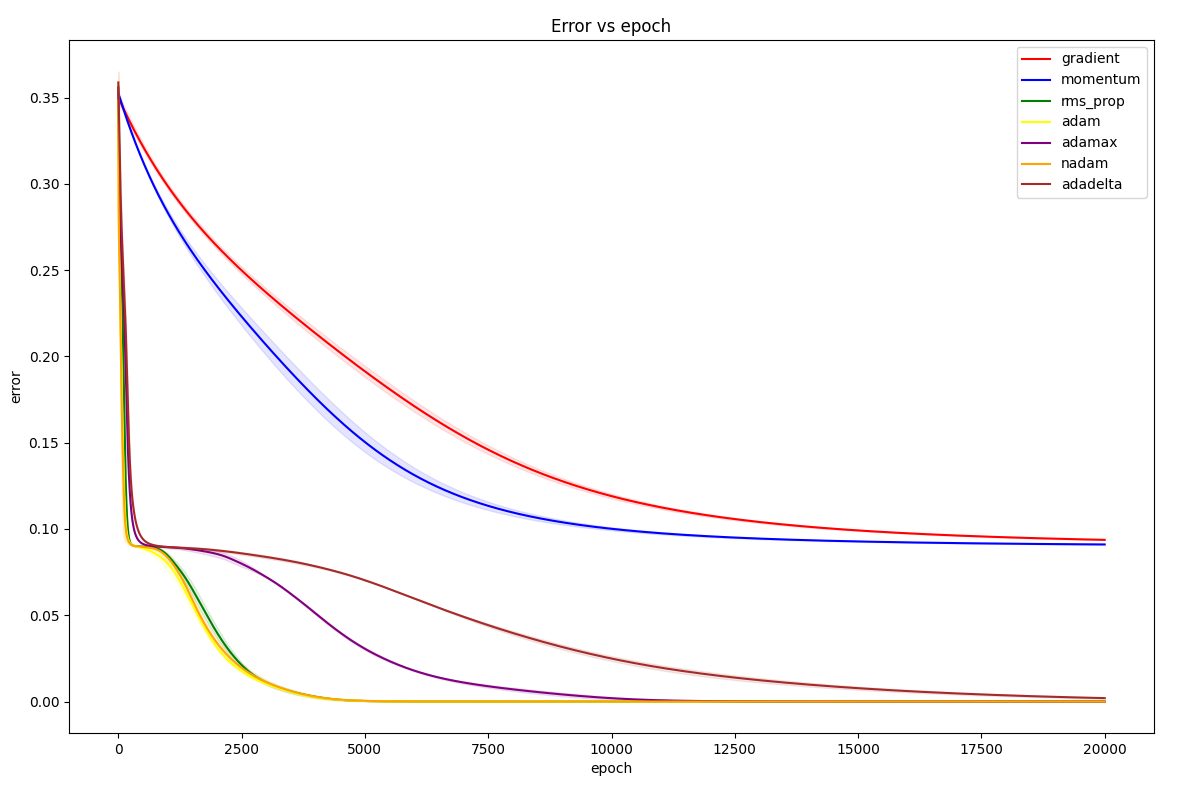 Error vs epoch
gradient
momentum
rms_prop
adam
adamax
nadam
adadelta
error
0.35
0.30
0.25
0.20
0.15
0.10
0.05
0.00
0 2500 5000 7500 10000 12500 15000 17500 20000
epoch